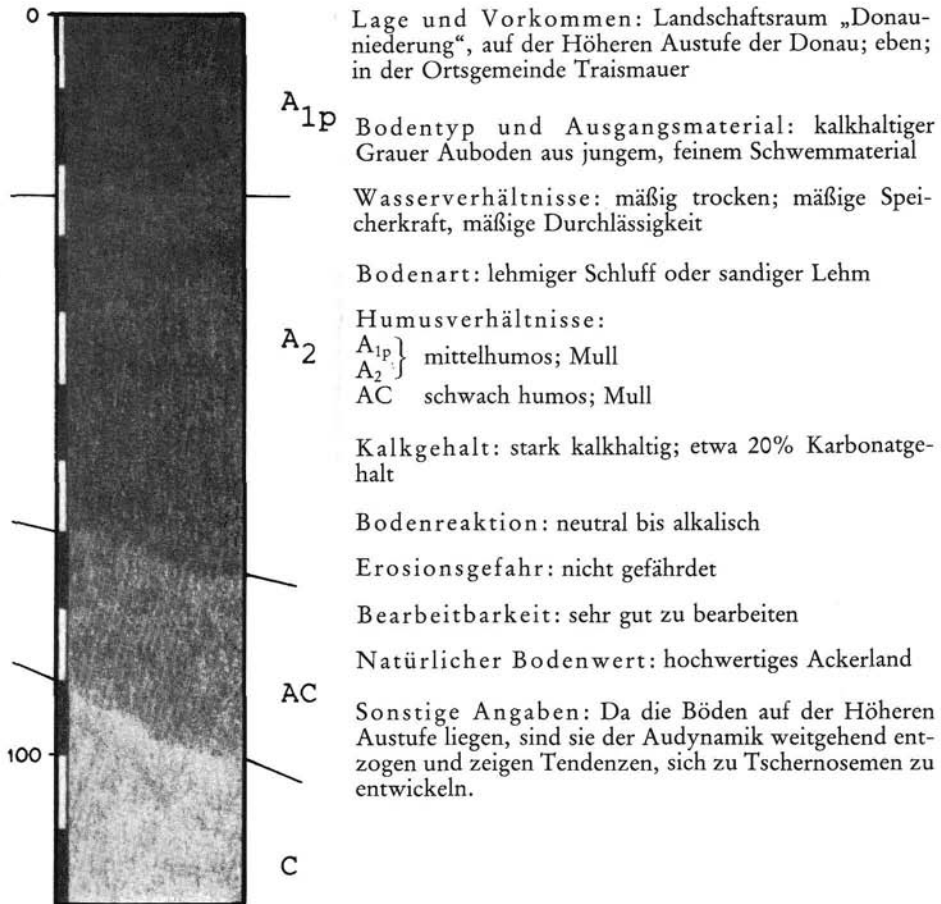 0
A1p
A2
AC
100
C
Lage und Vorkommen: Landschaftsraum „Donau-
niederung“, auf der Höheren Austufe der Donau; eben;
in der Ortsgemeinde Traismauer
Bodentyp und Ausgangsmaterial: kalkhaltiger
Grauer Auboden aus jungem, feinem Schwemmaterial
Wasserverhältnisse: mäßig trocken; mäßige Spei-
cherkraft, mäßige Durchlässigkeit
Bodenart: lehmiger Schluff oder sandiger Lehm
Humusverhältnisse:
A1p
A2 } mittelhumos; Mull
AC schwach humos; Mull
Kalkgehalt: stark kalkhaltig; etwa 20% Karbonatge-
halt
Bodenreaktion: neutral bis alkalisch
Erosionsgefahr: nicht gefährdet
Bearbeitbarkeit: sehr gut zu bearbeiten
Natürlicher Bodenwert: hochwertiges Ackerland
Sonstige Angaben: Da die Böden auf der Höheren
Austufe liegen, sind sie der Audynamik weitgehend ent-
zogen und zeigen Tendenzen, sich zu Tschernosemen zu
entwickeln.